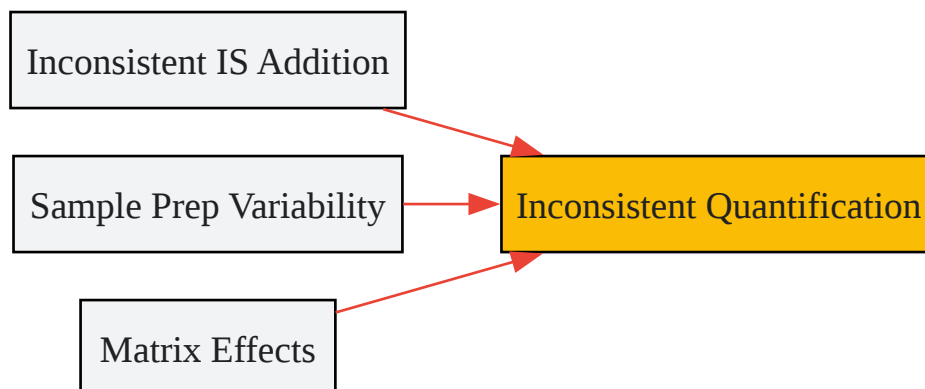 Inconsistent IS Addition
Sample Prep Variability
Inconsistent Quantification
Matrix Effects